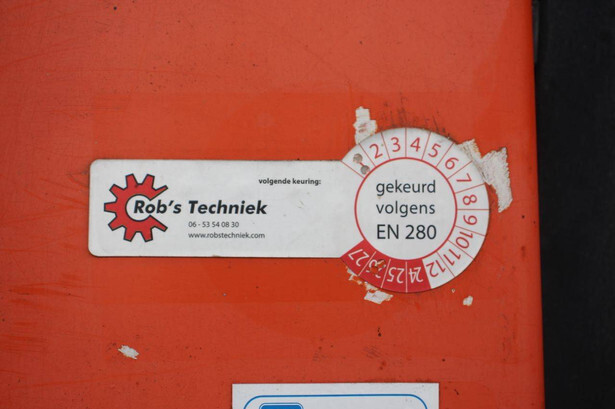 volgende keuring:
Rob's Techniek
06 - 53 54 08 30
www.robstechniek.com
gekeurd
volgens
EN 280
2 3 4 5 6 7 8 9 10 11 12
24 25 26 27